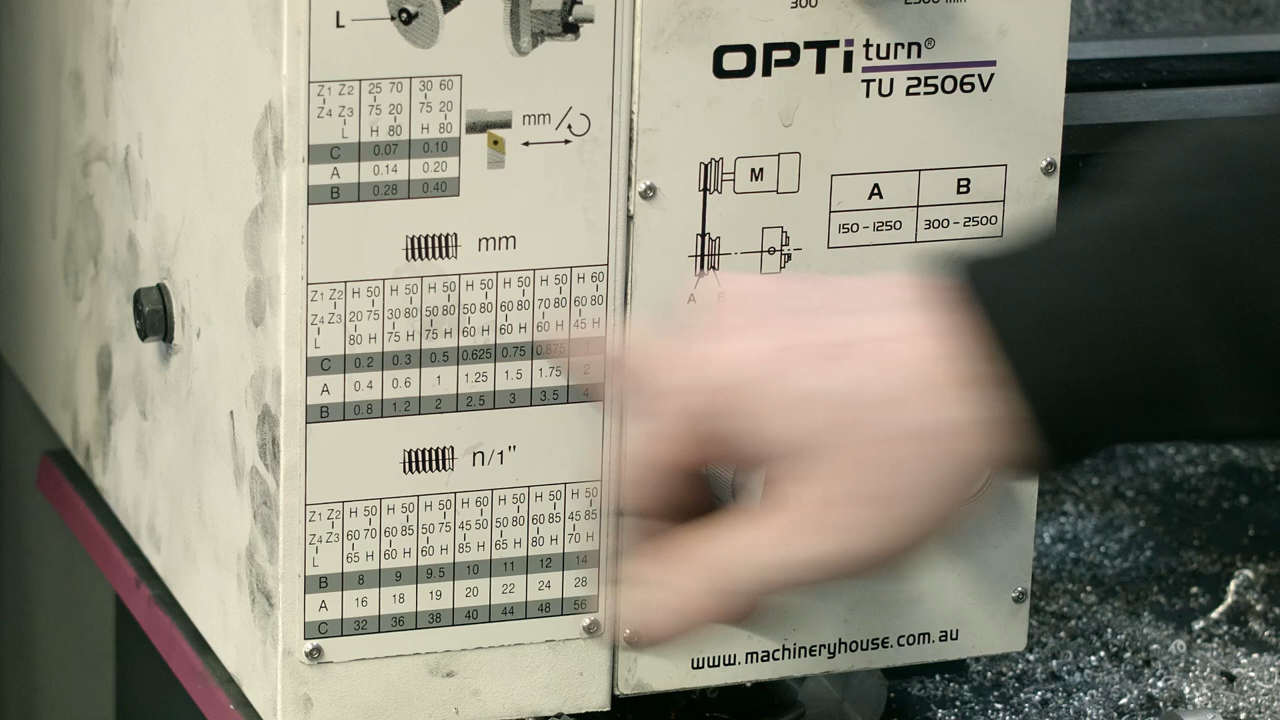 L
Z1 Z2 25 70 30 60
Z4 Z3 75 20 75 20
L H 80 H 80
C 0.07 0.10
A 0.14 0.20
B 0.28 0.40
mm/
mm
Z1 Z2 H 50 H 50 H 50 H 50 H 50 H 50 H 60
Z4 Z3 20 75 30 80 50 80 50 80 60 80 70 80 60 80
L 80 H 75 H 75 H 60 H 60 H 60 H 45 H
C 0.2 0.3 0.5 0.625 0.75 0.875
A 0.4 0.6 1 1.25 1.5 1.75 2
B 0.8 1.2 2 2.5 3 3.5 4
n/1"
Z1 Z2 H 50 H 50 H 50 H 60 H 50 H 50 H 50
Z4 Z3 60 70 60 85 50 75 45 50 50 80 60 85 45 85
L 65 H 60 H 60 H 85 H 65 H 80 H 70 H
B 8 9 9.5 10 11 12 14
A 16 18 19 20 22 24 28
C 32 36 38 40 44 48 56
300
OPTi turn®
TU 2506V
M
A B
150-1250 300-2500
A B
www.machineryhouse.com.au